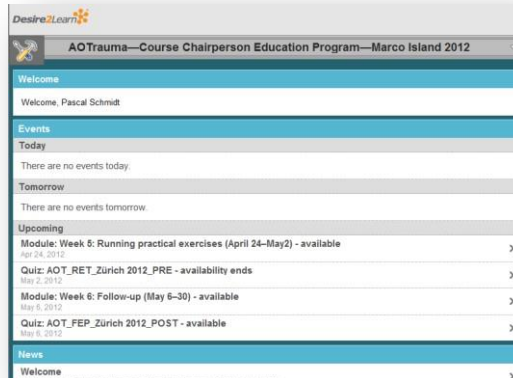 Desire2Learn
AOTrauma—Course Chairperson Education Program—Marco Island 2012
Welcome
Welcome, Pascal Schmidt
Events
Today
There are no events today.
Tomorrow
There are no events tomorrow.
Upcoming
Module: Week 5: Running practical exercises (April 24–May2) - available
Apr 24, 2012
Quiz: AOT_RET_Zürich 2012_PRE - availability ends
May 2, 2012
Module: Week 6: Follow-up (May 6–30) - available
May 6, 2012
Quiz: AOT_FEP_Zürich 2012_POST - available
May 6, 2012
News
Welcome